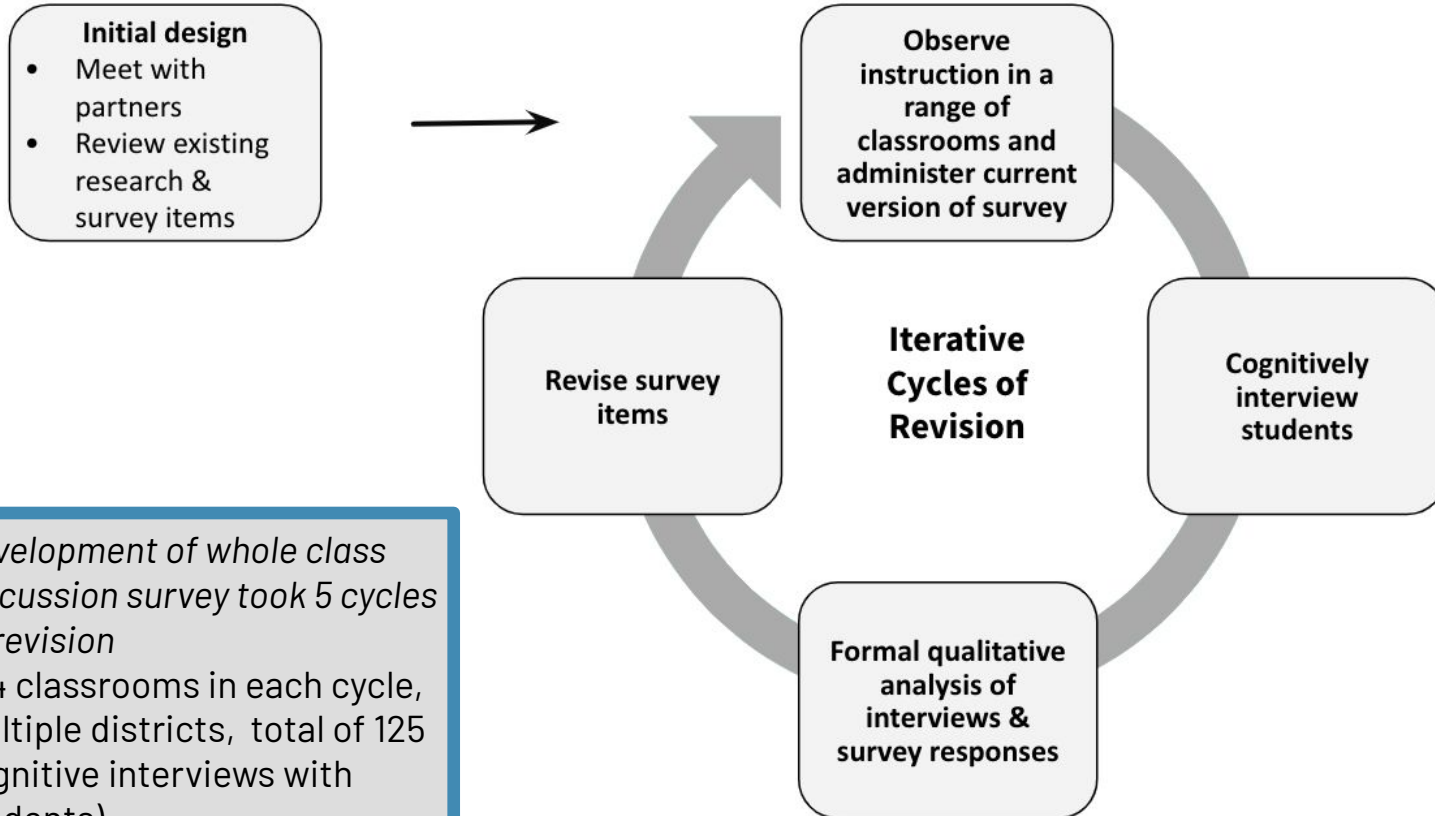 Initial design
• Meet with
partners
• Review existing
research &
survey items
Observe
instruction in a
range of
classrooms and
administer current
version of survey
Cognitively
interview
students
Formal qualitative
analysis of
interviews &
survey responses
Revise survey
items
Iterative
Cycles of
Revision
velopment of whole class
cussion survey took 5 cycles
revision
classrooms in each cycle,
ltiple districts, total of 125
gnitive interviews with